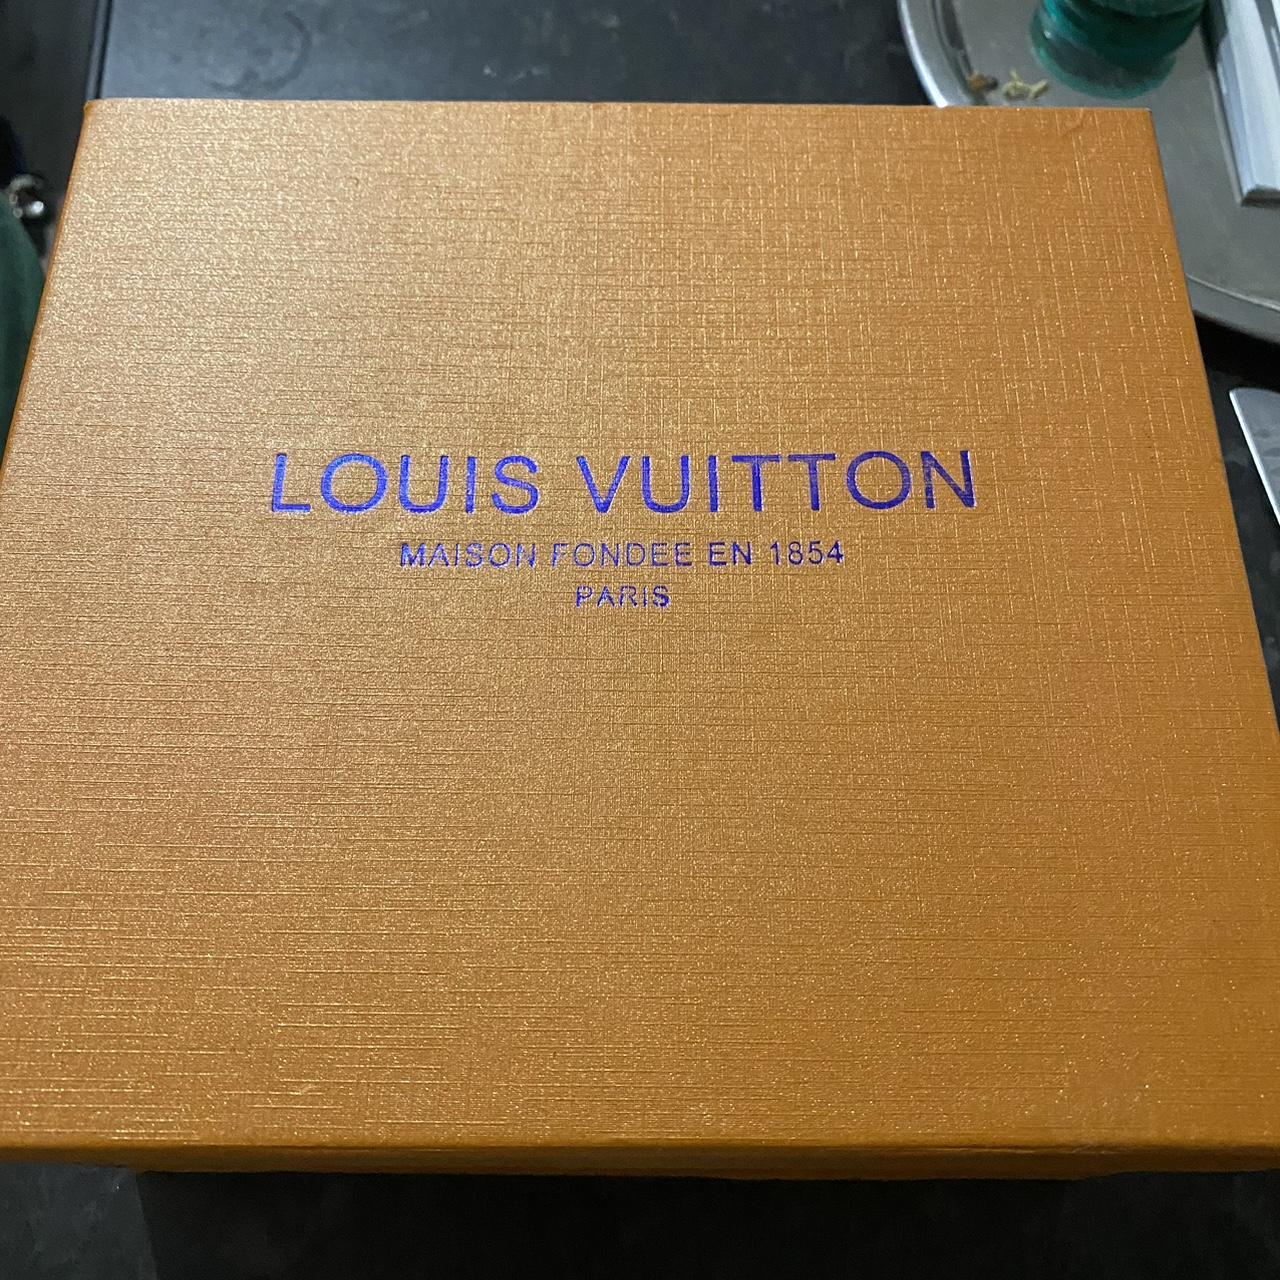 LOUIS VUITTON
MAISON FONDEE EN 1854
PARIS